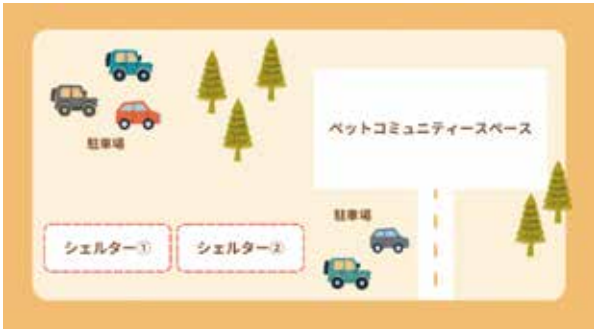 ペットコミュニティースペース
駐車場
駐車場
シェルター①
シェルター②